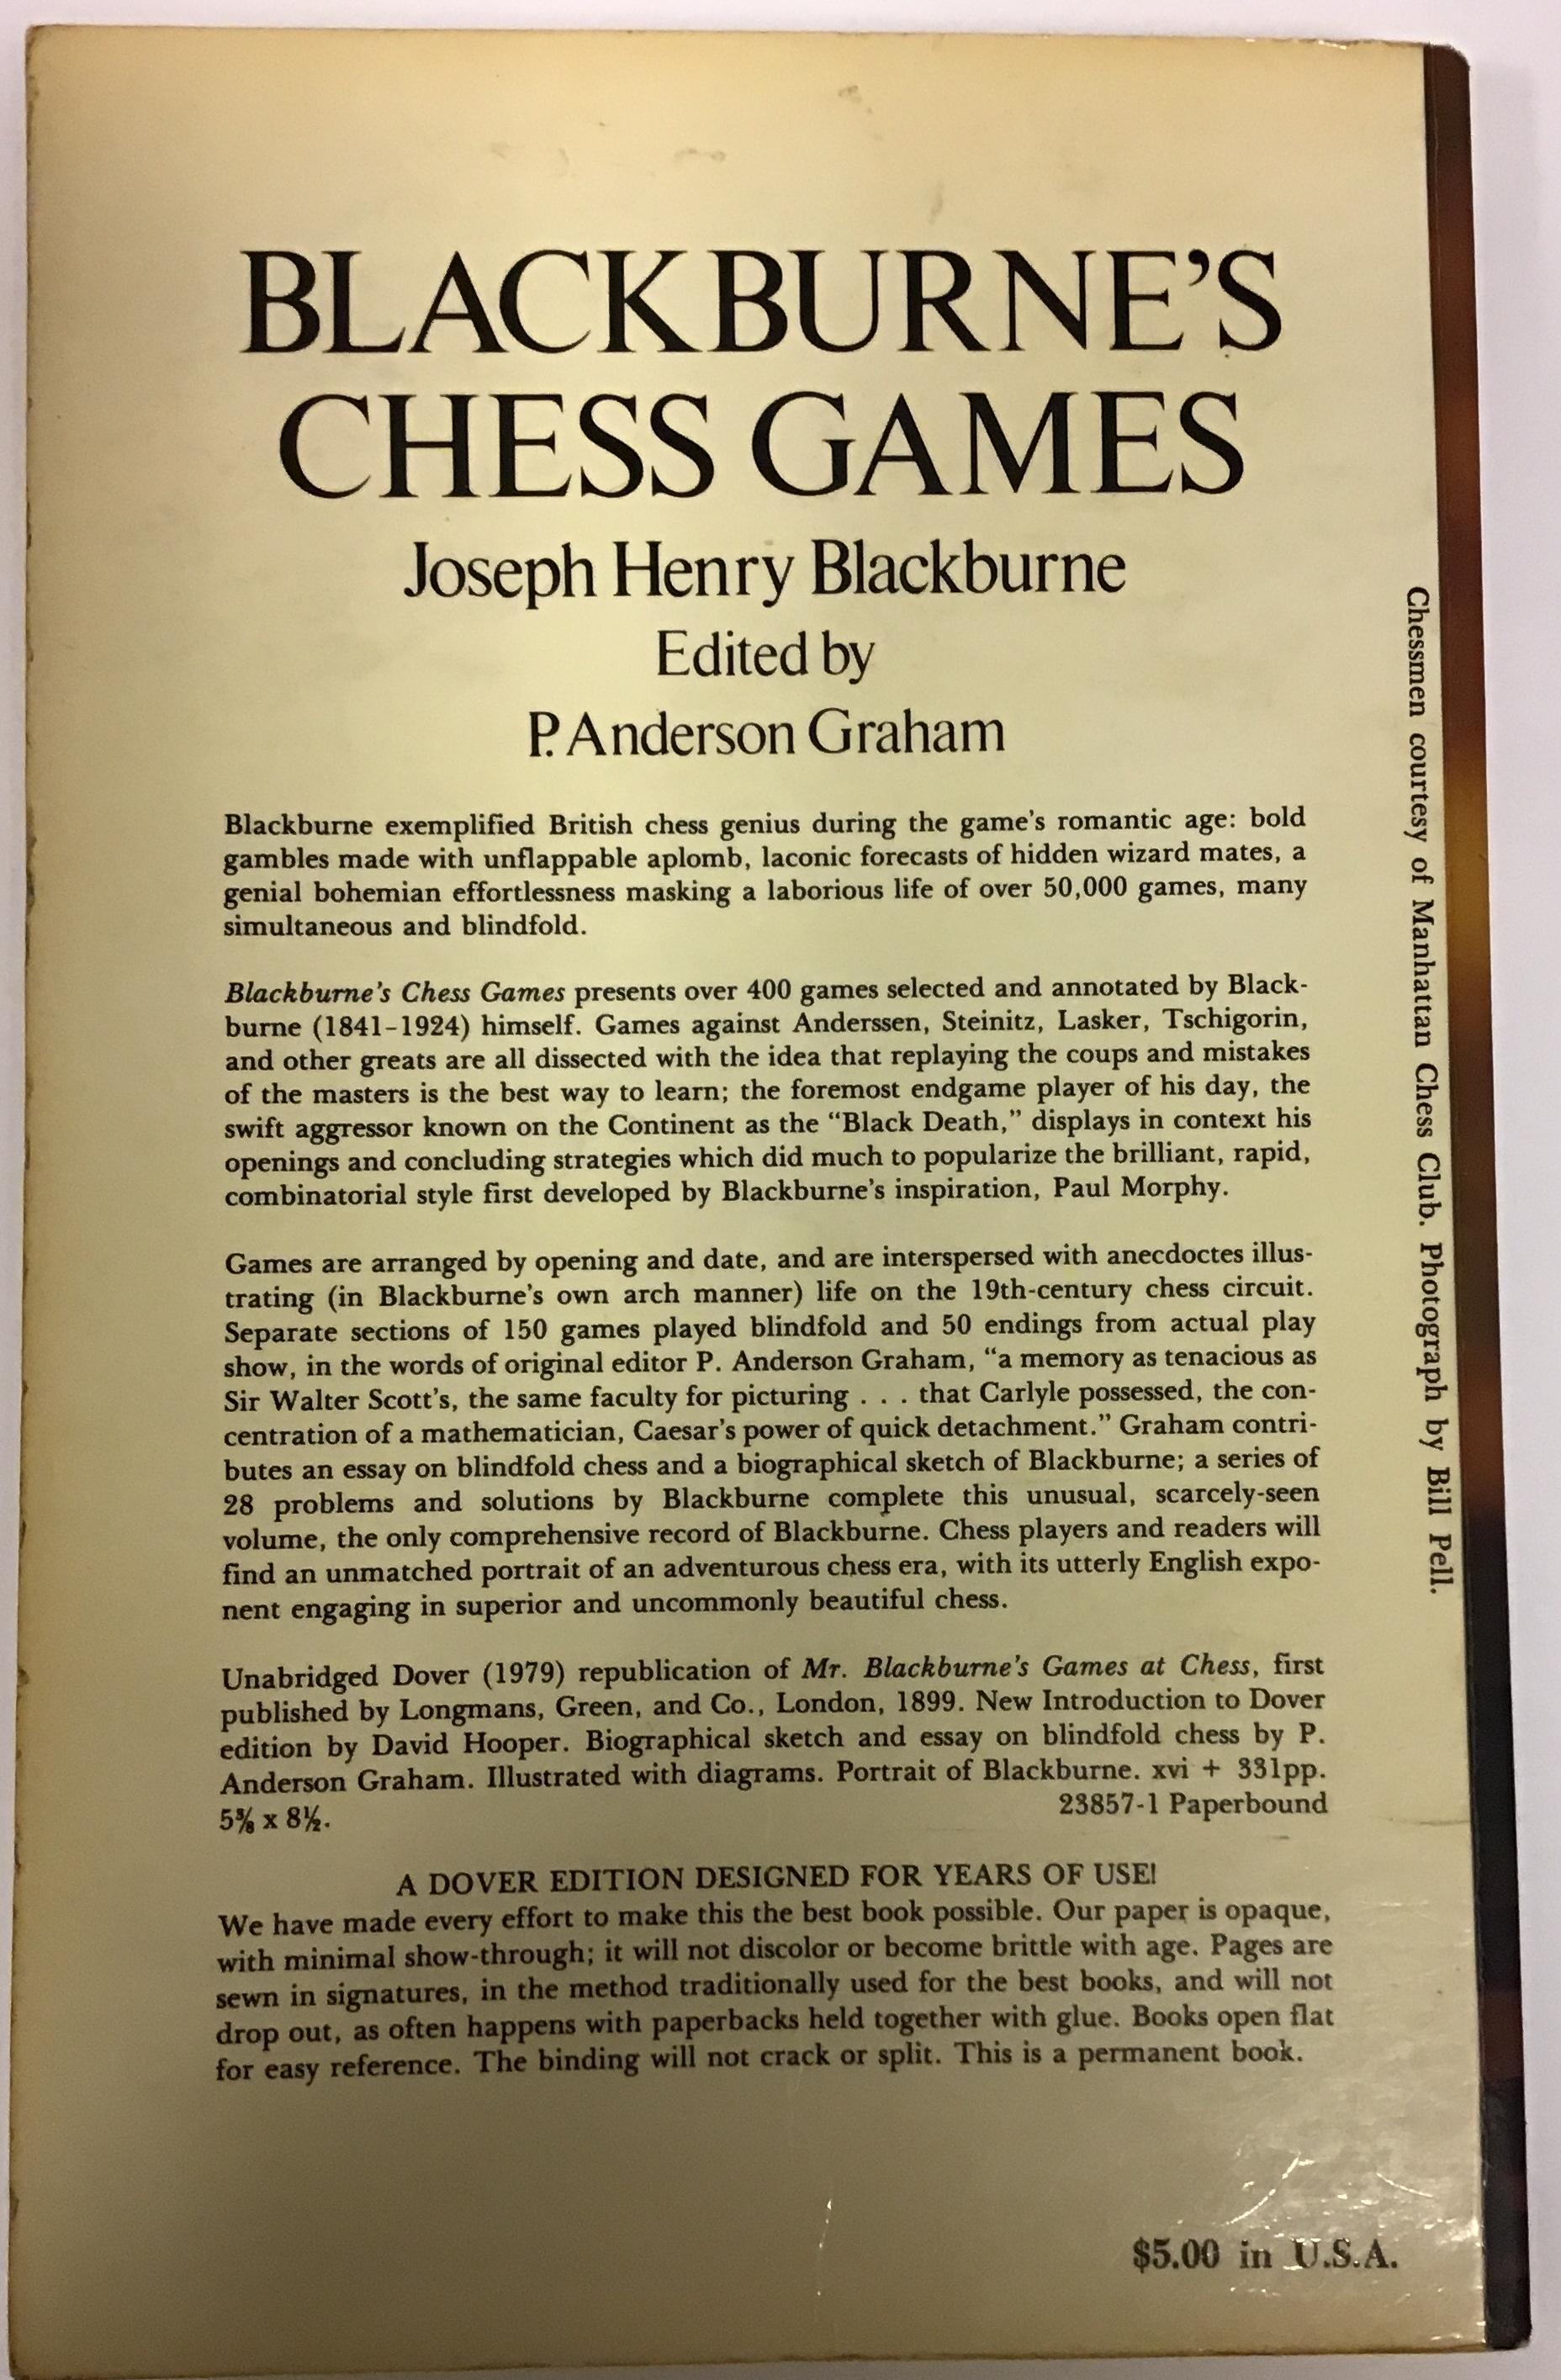 BLACKBURNE'S
CHESS GAMES
Joseph Henry Blackburne
Edited by
P. Anderson Graham
Blackburne exemplified British chess genius during the game's romantic age: bold
gambles made with unflappable aplomb, laconic forecasts of hidden wizard mates, a
genial bohemian effortlessness masking a laborious life of over 50,000 games, many
simultaneous and blindfold.
Blackburne's Chess Games presents over 400 games selected and annotated by Black-
burne (1841–1924) himself. Games against Anderssen, Steinitz, Lasker, Tschigorin,
and other greats are all dissected with the idea that replaying the coups and mistakes
of the masters is the best way to learn; the foremost endgame player of his day, the
swift aggressor known on the Continent as the "Black Death," displays in context his
openings and concluding strategies which did much to popularize the brilliant, rapid,
combinatorial style first developed by Blackburne's inspiration, Paul Morphy.
Games are arranged by opening and date, and are interspersed with anecdoctes illus-
trating (in Blackburne's own arch manner) life on the 19th-century chess circuit.
Separate sections of 150 games played blindfold and 50 endings from actual play
show, in the words of original editor P. Anderson Graham, "a memory as tenacious as
Sir Walter Scott's, the same faculty for picturing . . . that Carlyle possessed, the con-
centration of a mathematician, Caesar's power of quick detachment." Graham contri-
butes an essay on blindfold chess and a biographical sketch of Blackburne; a series of
28 problems and solutions by Blackburne complete this unusual, scarcely-seen
volume, the only comprehensive record of Blackburne. Chess players and readers will
find an unmatched portrait of an adventurous chess era, with its utterly English expo-
nent engaging in superior and uncommonly beautiful chess.
Unabridged Dover (1979) republication of Mr. Blackburne's Games at Chess, first
published by Longmans, Green, and Co., London, 1899. New Introduction to Dover
edition by David Hooper. Biographical sketch and essay on blindfold chess by P.
Anderson Graham. Illustrated with diagrams. Portrait of Blackburne. xvi + 331pp.
5⅜ x 8½. 23857-1 Paperbound
A DOVER EDITION DESIGNED FOR YEARS OF USE!
We have made every effort to make this the best book possible. Our paper is opaque,
with minimal show-through; it will not discolor or become brittle with age. Pages are
sewn in signatures, in the method traditionally used for the best books, and will not
drop out, as often happens with paperbacks held together with glue. Books open flat
for easy reference. The binding will not crack or split. This is a permanent book.
$5.00 in U.S.A.
Chessmen courtesy of Manhattan Chess Club. Photograph by Bill Pell.